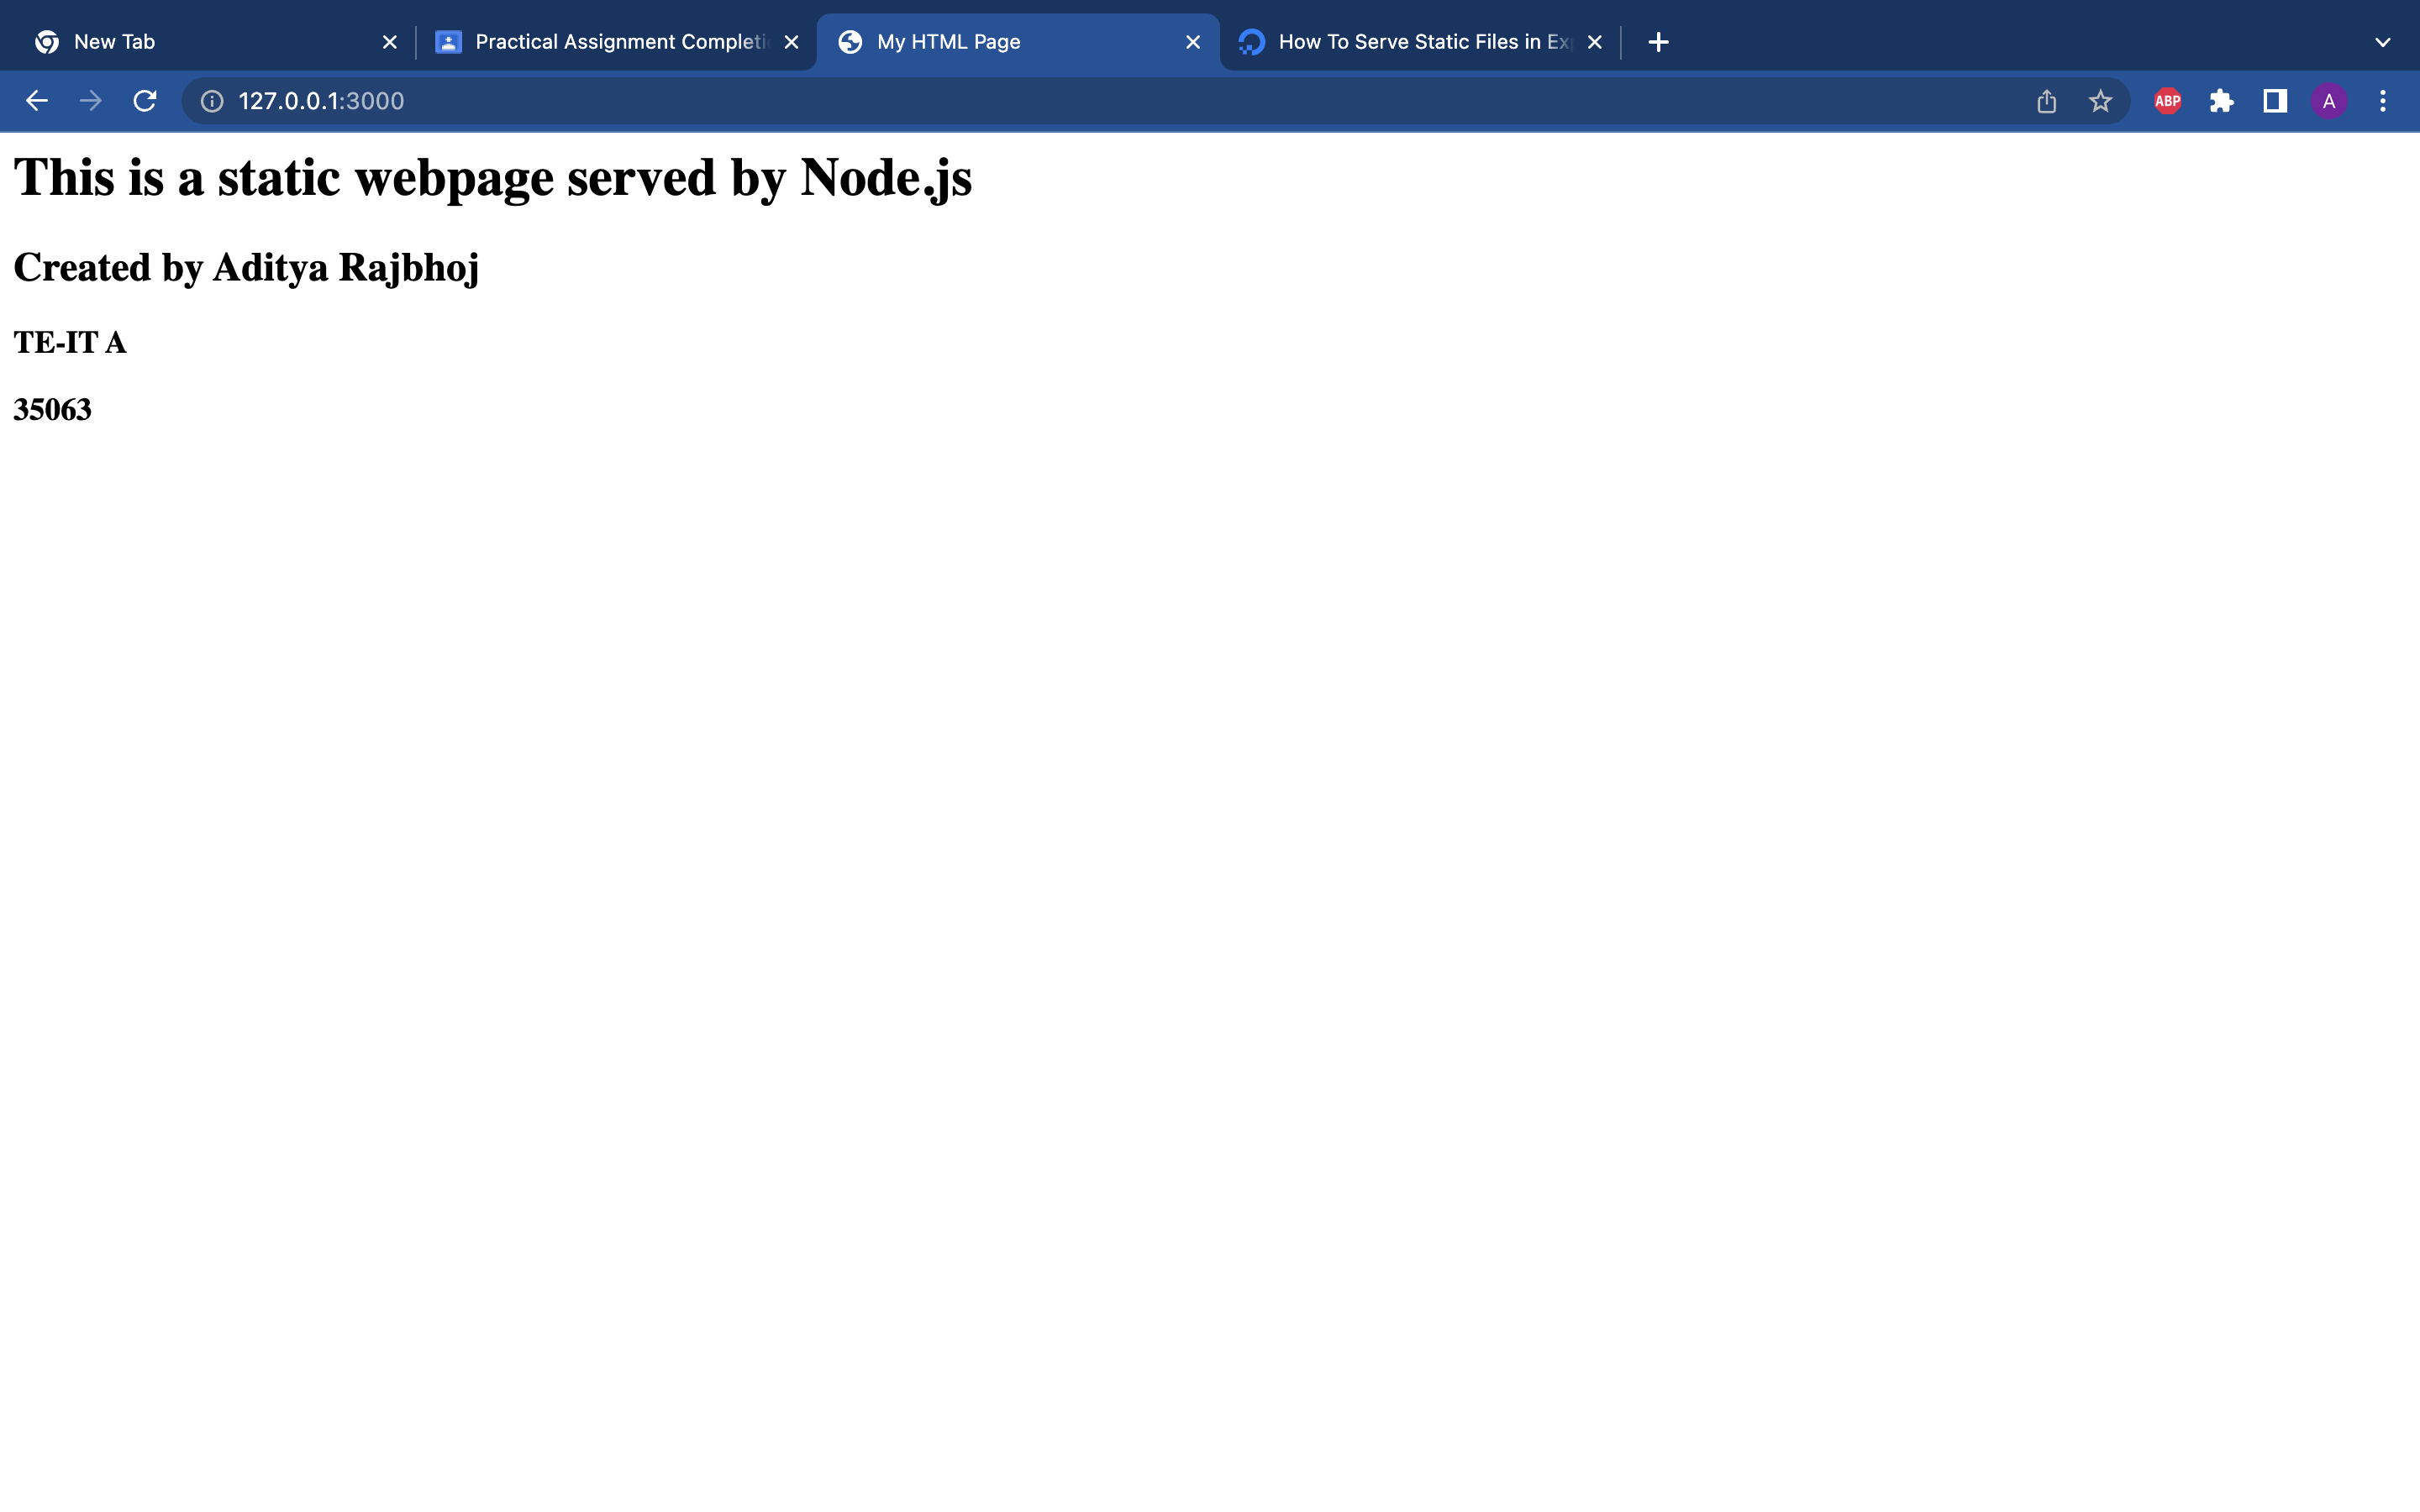 New Tab
Practical Assignment Completi
My HTML Page
How To Serve Static Files in Ex
127.0.0.1:3000
ABP
A
This is a static webpage served by Node.js
Created by Aditya Rajbhoj
TE-IT A
35063